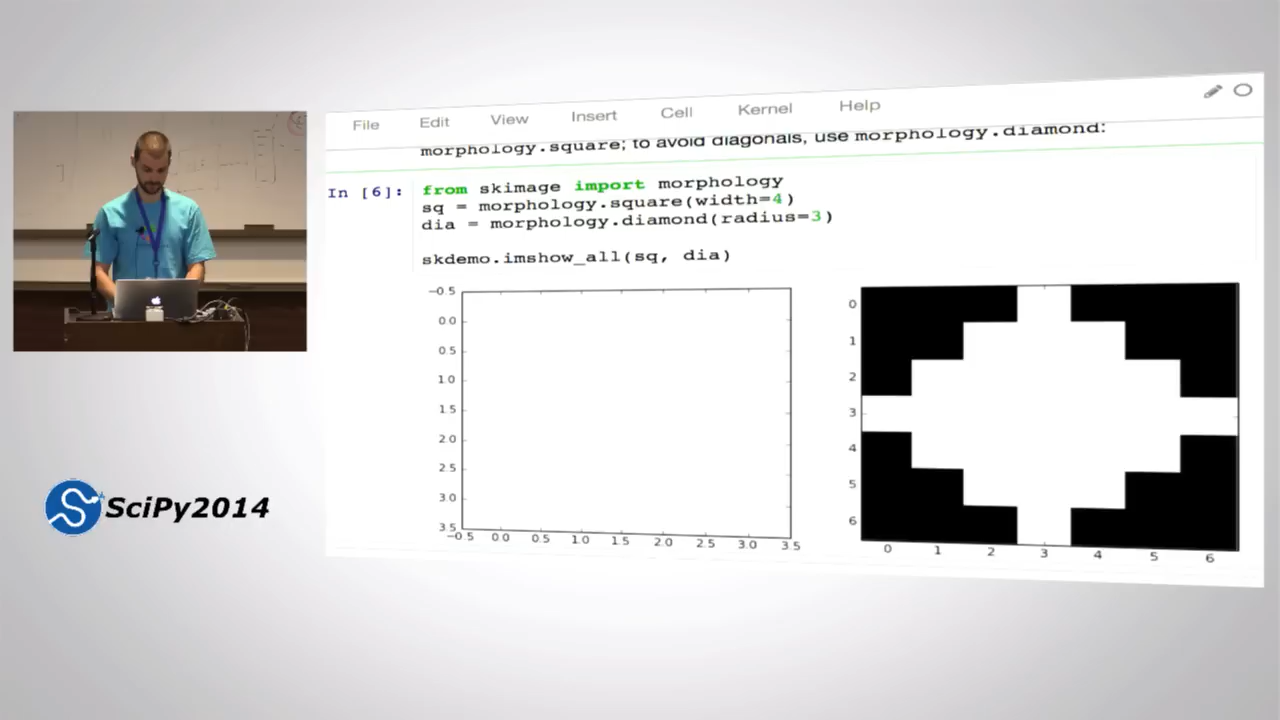 File Edit View Insert Cell Kernel Help
morphology.square; to avoid diagonals, use morphology.diamond:
In [6]:
from skimage import morphology
sq = morphology.square(width=4)
dia = morphology.diamond(radius=3)
skdemo.imshow_all(sq, dia)
−0.5
0.0
0.5
1.0
1.5
2.0
2.5
3.0
3.5
−0.5 0.0 0.5 1.0 1.5 2.0 2.5 3.0 3.5
0
1
2
3
4
5
6
0 1 2 3 4 5 6
SciPy2014